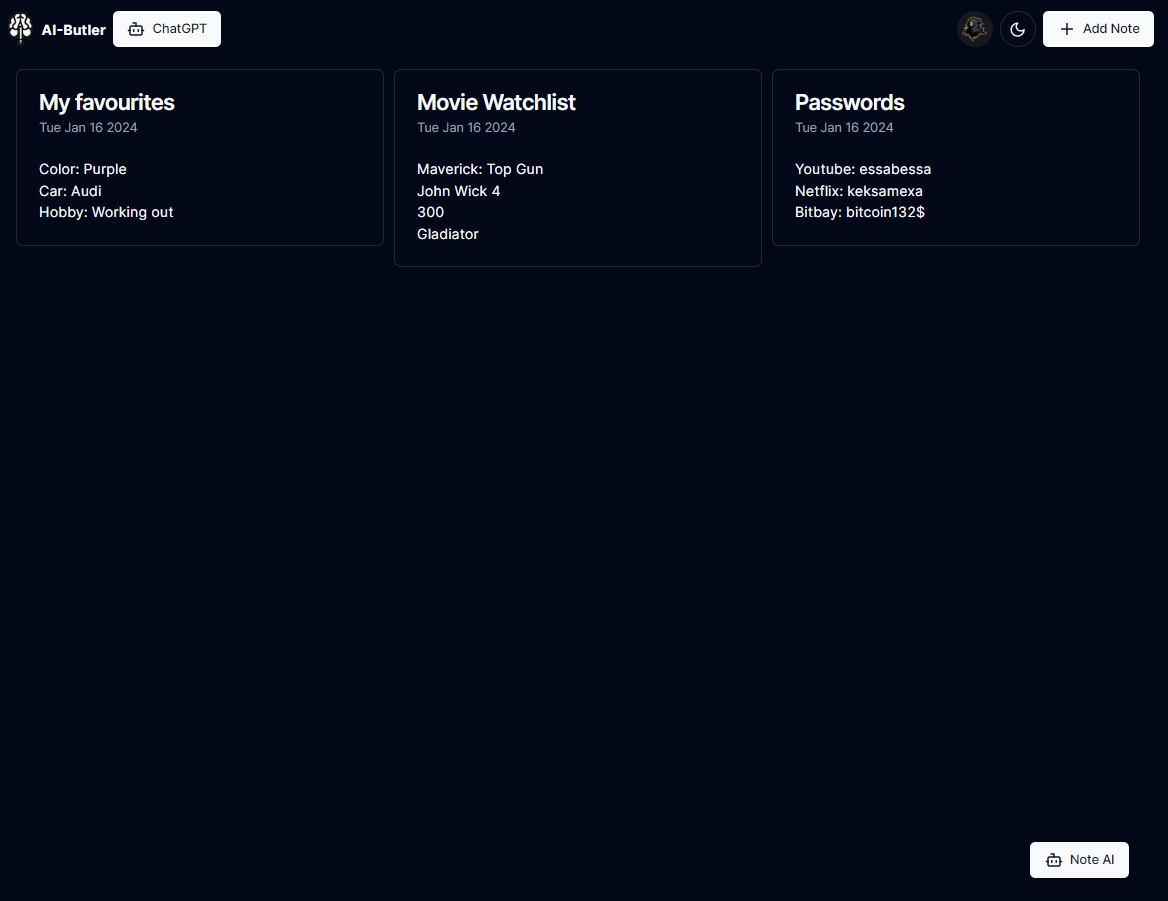 AI-Butler
ChatGPT
Add Note
My favourites
Tue Jan 16 2024
Color: Purple
Car: Audi
Hobby: Working out
Movie Watchlist
Tue Jan 16 2024
Maverick: Top Gun
John Wick 4
300
Gladiator
Passwords
Tue Jan 16 2024
Youtube: essabessa
Netflix: keksamexa
Bitbay: bitcoin132$
Note AI